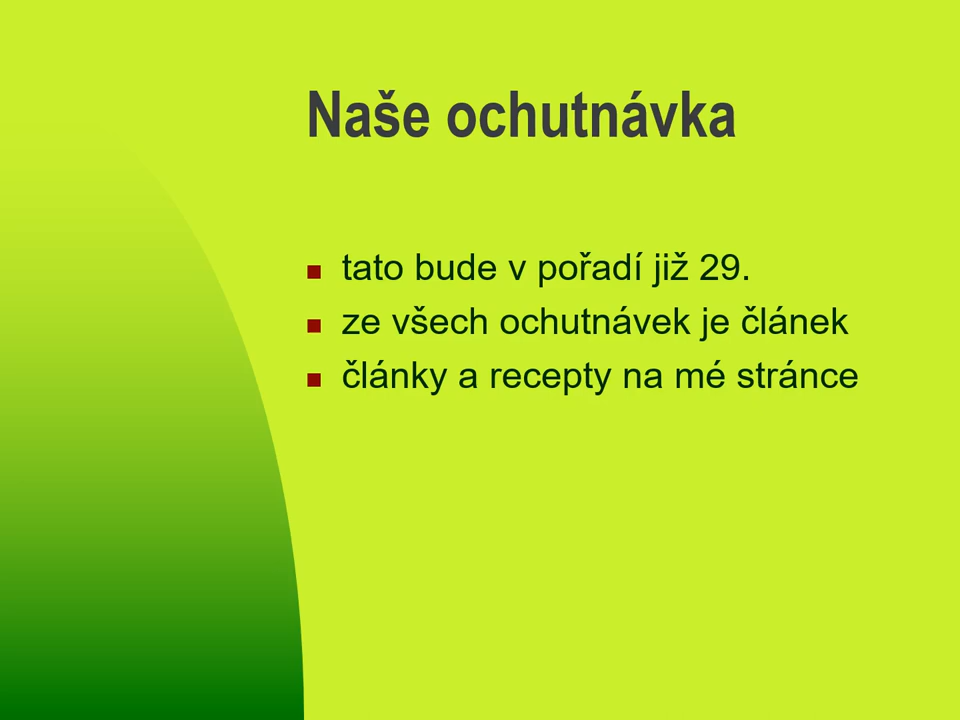 Naše ochutnávka
tato bude v pořadí již 29.
ze všech ochutnávek je článek
články a recepty na mé stránce